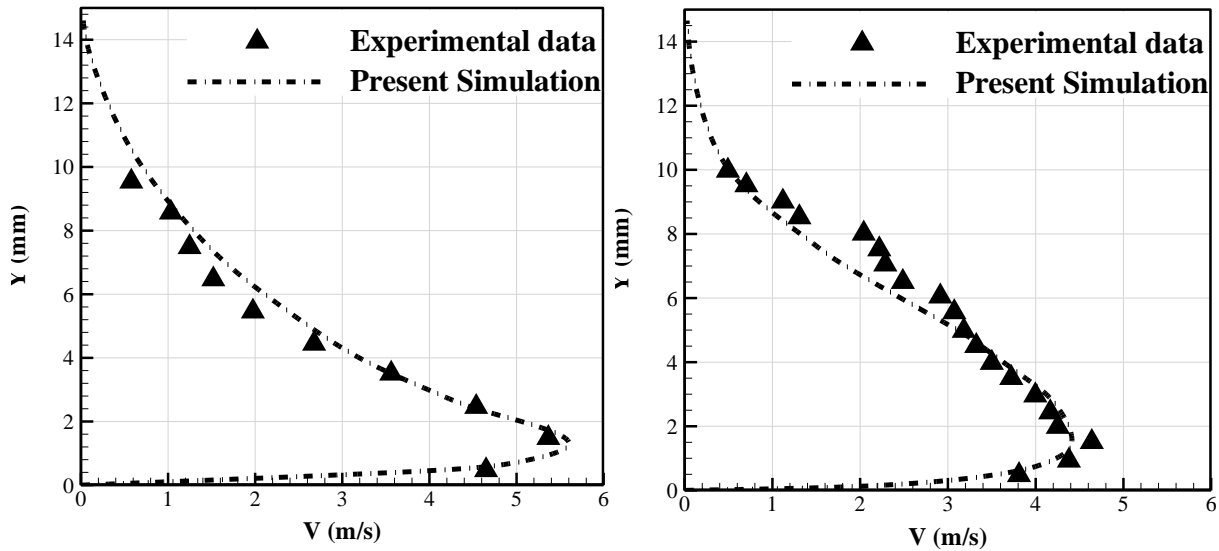 Experimental data
Present Simulation
Y (mm)
14
12
10
8
6
4
2
0
0 1 2 3 4 5 6
V (m/s)
Experimental data
Present Simulation
Y (mm)
14
12
10
8
6
4
2
0
0 1 2 3 4 5 6
V (m/s)